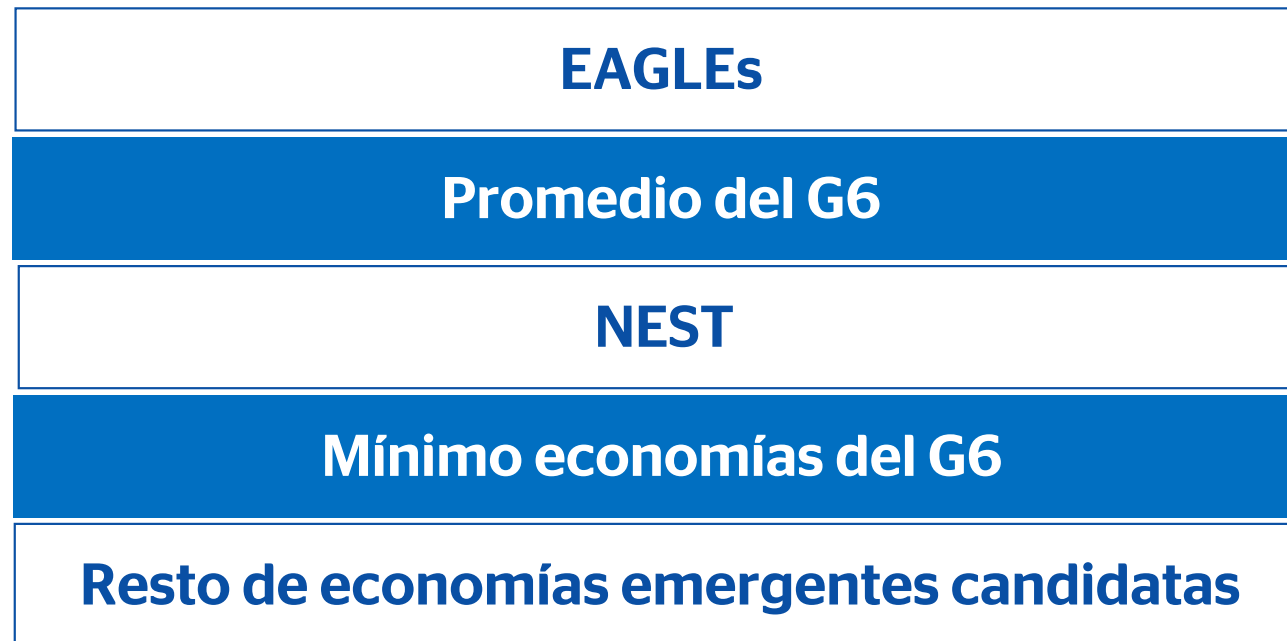 EAGLEs
Promedio del G6
NEST
Mínimo economías del G6
Resto de economías emergentes candidatas